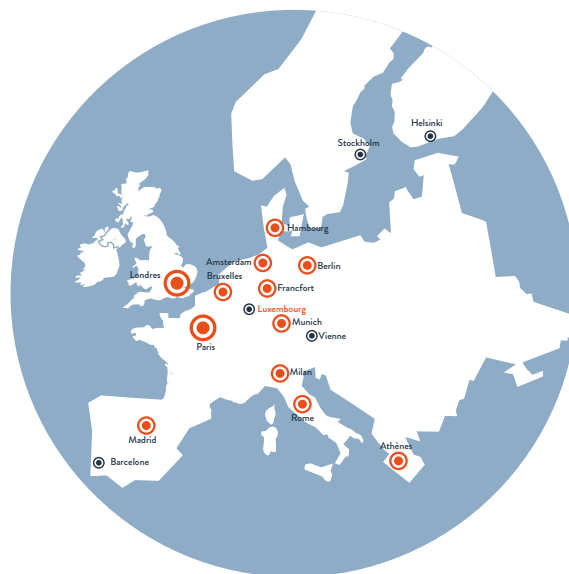 Helsinki
Stockholm
Hambourg
Amsterdam
Berlin
Londres
Bruxelles
Francfort
Luxembourg
Munich
Vienne
Paris
Milan
Rome
Madrid
Athènes
Barcelone